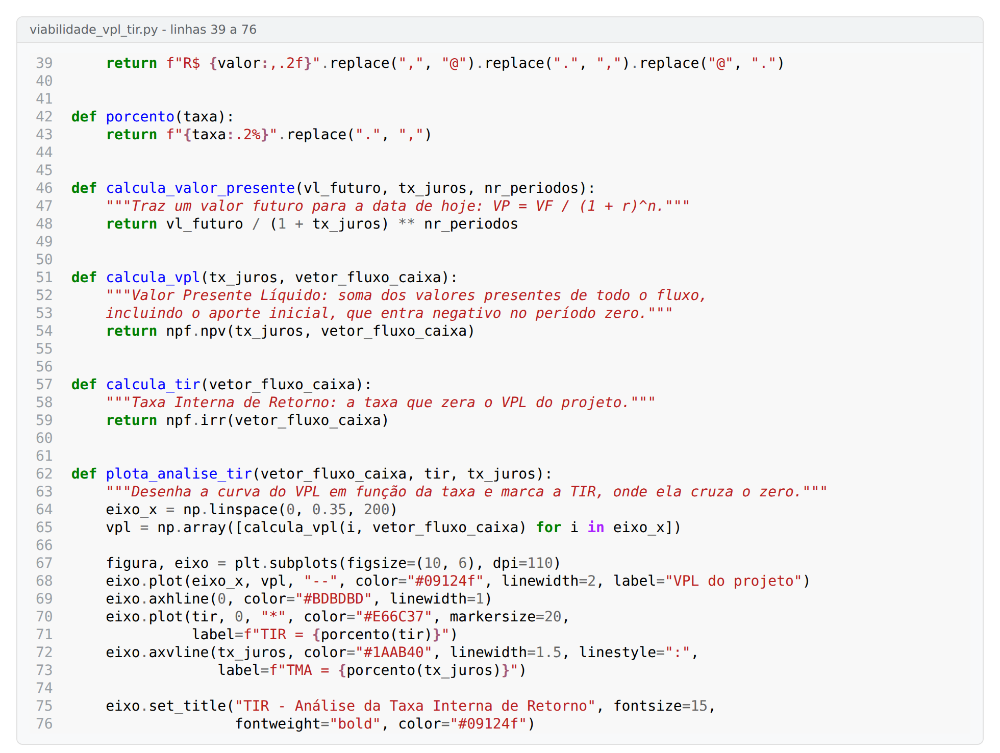 viabilidade_vpl_tir.py - linhas 39 a 76
39     return f"R$ {valor:,.2f}".replace(",", "@").replace(".", ",").replace("@", ".")
40
41
42 def porcento(taxa):
43     return f"{taxa:.2%}".replace(".", ",")
44
45
46 def calcula_valor_presente(vl_futuro, tx_juros, nr_periodos):
47     """Traz um valor futuro para a data de hoje: VP = VF / (1 + r)^n."""
48     return vl_futuro / (1 + tx_juros) ** nr_periodos
49
50
51 def calcula_vpl(tx_juros, vetor_fluxo_caixa):
52     """Valor Presente Líquido: soma dos valores presentes de todo o fluxo,
53     incluindo o aporte inicial, que entra negativo no período zero."""
54     return npf.npv(tx_juros, vetor_fluxo_caixa)
55
56
57 def calcula_tir(vetor_fluxo_caixa):
58     """Taxa Interna de Retorno: a taxa que zera o VPL do projeto."""
59     return npf.irr(vetor_fluxo_caixa)
60
61
62 def plota_analise_tir(vetor_fluxo_caixa, tir, tx_juros):
63     """Desenha a curva do VPL em função da taxa e marca a TIR, onde ela cruza o zero."""
64     eixo_x = np.linspace(0, 0.35, 200)
65     vpl = np.array([calcula_vpl(i, vetor_fluxo_caixa) for i in eixo_x])
66
67     figura, eixo = plt.subplots(figsize=(10, 6), dpi=110)
68     eixo.plot(eixo_x, vpl, "--", color="#09124f", linewidth=2, label="VPL do projeto")
69     eixo.axhline(0, color="#BDBDBD", linewidth=1)
70     eixo.plot(tir, 0, "*", color="#E66C37", markersize=20,
71               label=f"TIR = {porcento(tir)}")
72     eixo.axvline(tx_juros, color="#1AAB40", linewidth=1.5, linestyle=":",
73                  label=f"TMA = {porcento(tx_juros)}")
74
75     eixo.set_title("TIR - Análise da Taxa Interna de Retorno", fontsize=15,
76                    fontweight="bold", color="#09124f")